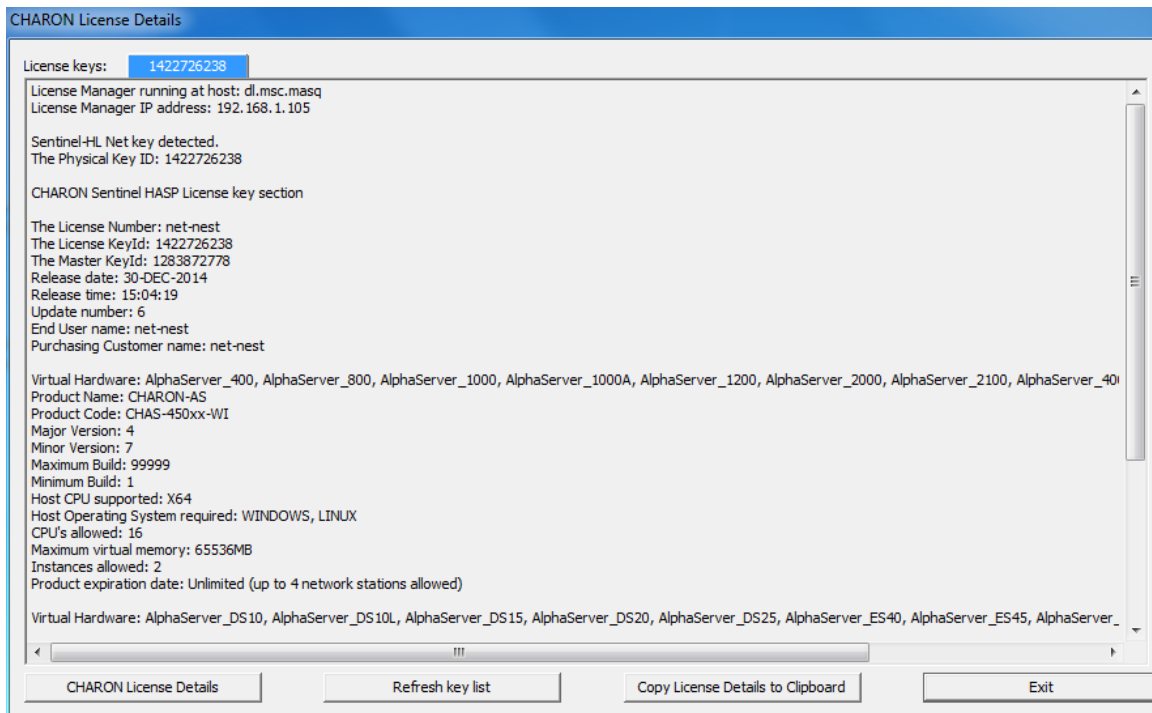 CHARON License Details
License keys: 1422726238
License Manager running at host: dl.msc.masq
License Manager IP address: 192.168.1.105
Sentinel-HL Net key detected.
The Physical Key ID: 1422726238
CHARON Sentinel HASP License key section
The License Number: net-nest
The License KeyId: 1422726238
The Master KeyId: 1283872778
Release date: 30-DEC-2014
Release time: 15:04:19
Update number: 6
End User name: net-nest
Purchasing Customer name: net-nest
Virtual Hardware: AlphaServer_400, AlphaServer_800, AlphaServer_1000, AlphaServer_1000A, AlphaServer_1200, AlphaServer_2000, AlphaServer_2100, AlphaServer_40
Product Name: CHARON-AS
Product Code: CHAS-450xx-WI
Major Version: 4
Minor Version: 7
Maximum Build: 99999
Minimum Build: 1
Host CPU supported: X64
Host Operating System required: WINDOWS, LINUX
CPU's allowed: 16
Maximum virtual memory: 65536MB
Instances allowed: 2
Product expiration date: Unlimited (up to 4 network stations allowed)
Virtual Hardware: AlphaServer_DS10, AlphaServer_DS10L, AlphaServer_DS15, AlphaServer_DS20, AlphaServer_DS25, AlphaServer_ES40, AlphaServer_ES45, AlphaServer_
CHARON License Details Refresh key list Copy License Details to Clipboard Exit